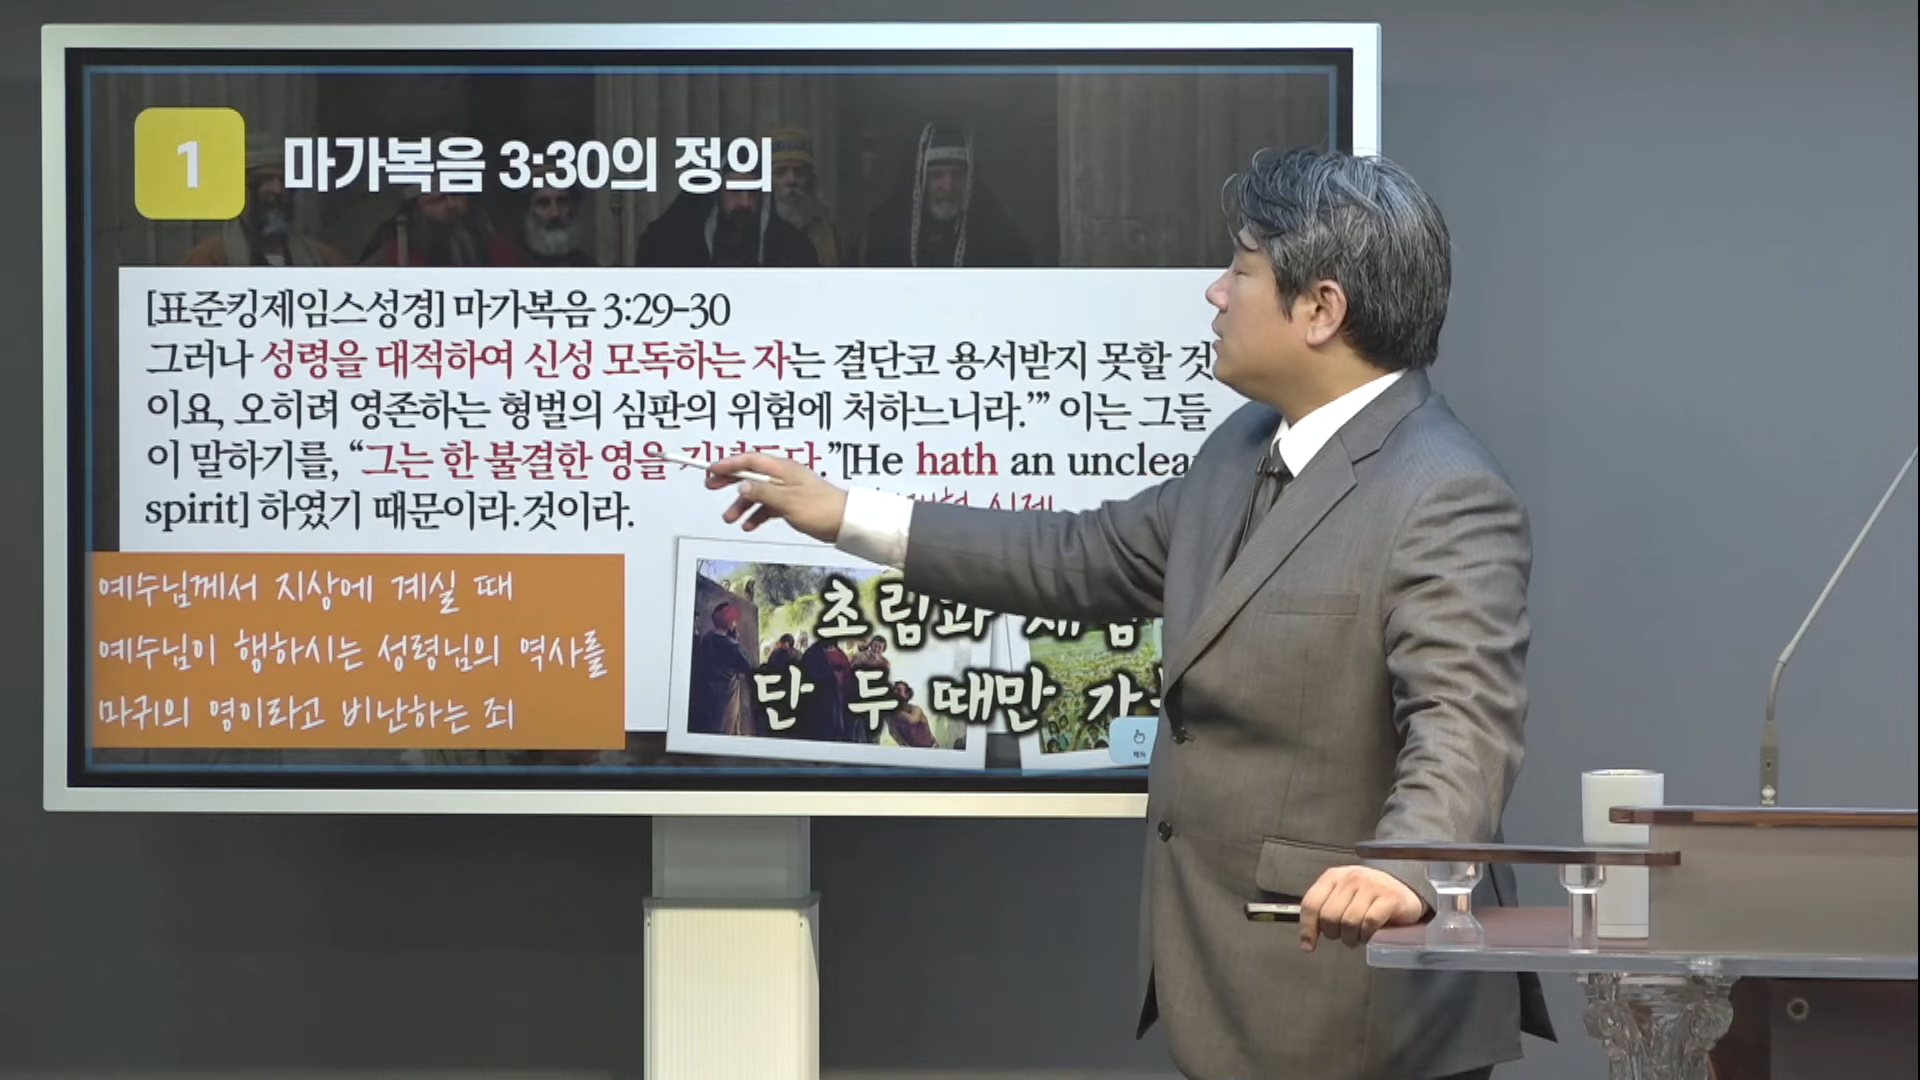 1
마가복음 3:30의 정의
[표준킹제임스성경] 마가복음 3:29-30
그러나 성령을 대적하여 신성 모독하는 자는 결단코 용서받지 못할 것
이요, 오히려 영존하는 형벌의 심판의 위험에 처하느니라.’” 이는 그들
이 말하기를, “그는 한 불결한 영을 .”[He hath an unclean
spirit] 하였기 때문이라.것이라.
예수님께서 지상에 계실 때
예수님이 행하시는 성령님의 역사를
마귀의 영이라고 비난하는 죄
초림과
단 두 때만